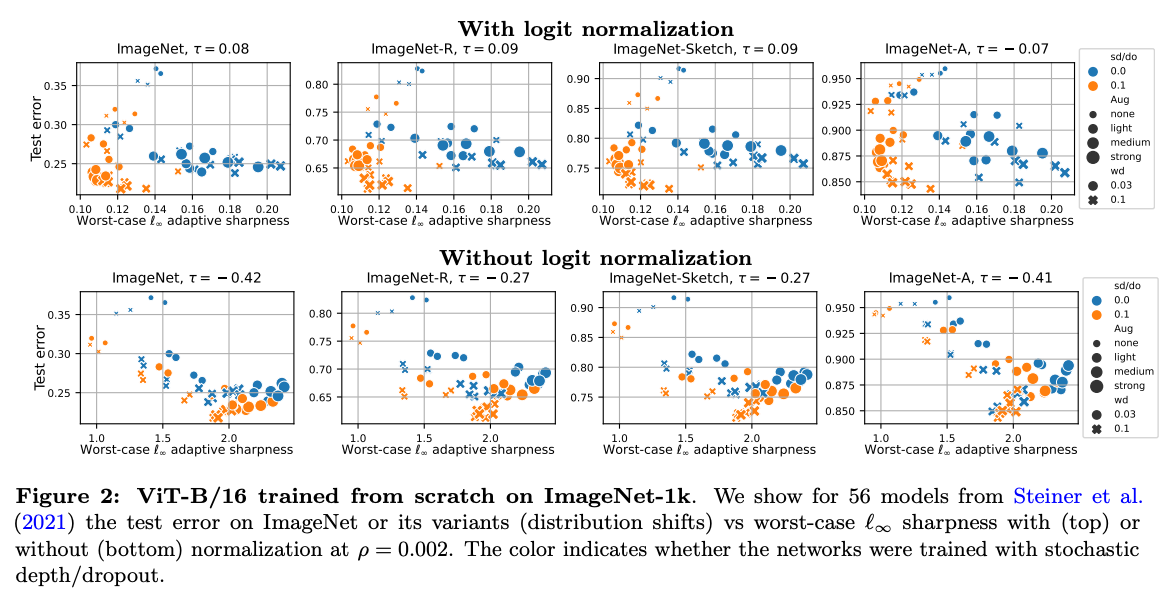 With logit normalization
ImageNet, τ = 0.08
ImageNet-R, τ = 0.09
ImageNet-Sketch, τ = 0.09
ImageNet-A, τ = − 0.07
Test error
0.35
0.30
0.25
0.10 0.12 0.14 0.16 0.18 0.20
Worst-case ℓ∞ adaptive sharpness
0.80
0.75
0.70
0.65
0.10 0.12 0.14 0.16 0.18 0.20
Worst-case ℓ∞ adaptive sharpness
0.90
0.85
0.80
0.75
0.10 0.12 0.14 0.16 0.18 0.20
Worst-case ℓ∞ adaptive sharpness
0.950
0.925
0.900
0.875
0.850
0.10 0.12 0.14 0.16 0.18 0.20
Worst-case ℓ∞ adaptive sharpness
sd/do
0.0
0.1
Aug
none
light
medium
strong
wd
0.03
0.1
Without logit normalization
ImageNet, τ = − 0.42
ImageNet-R, τ = − 0.27
ImageNet-Sketch, τ = − 0.27
ImageNet-A, τ = − 0.41
Test error
0.35
0.30
0.25
1.0 1.5 2.0
Worst-case ℓ∞ adaptive sharpness
0.80
0.75
0.70
0.65
1.0 1.5 2.0
Worst-case ℓ∞ adaptive sharpness
0.90
0.85
0.80
0.75
1.0 1.5 2.0
Worst-case ℓ∞ adaptive sharpness
0.950
0.925
0.900
0.875
0.850
1.0 1.5 2.0
Worst-case ℓ∞ adaptive sharpness
sd/do
0.0
0.1
Aug
none
light
medium
strong
wd
0.03
0.1
Figure 2: ViT-B/16 trained from scratch on ImageNet-1k. We show for 56 models from Steiner et al.
(2021) the test error on ImageNet or its variants (distribution shifts) vs worst-case ℓ∞ sharpness with (top) or
without (bottom) normalization at ρ = 0.002. The color indicates whether the networks were trained with stochastic
depth/dropout.